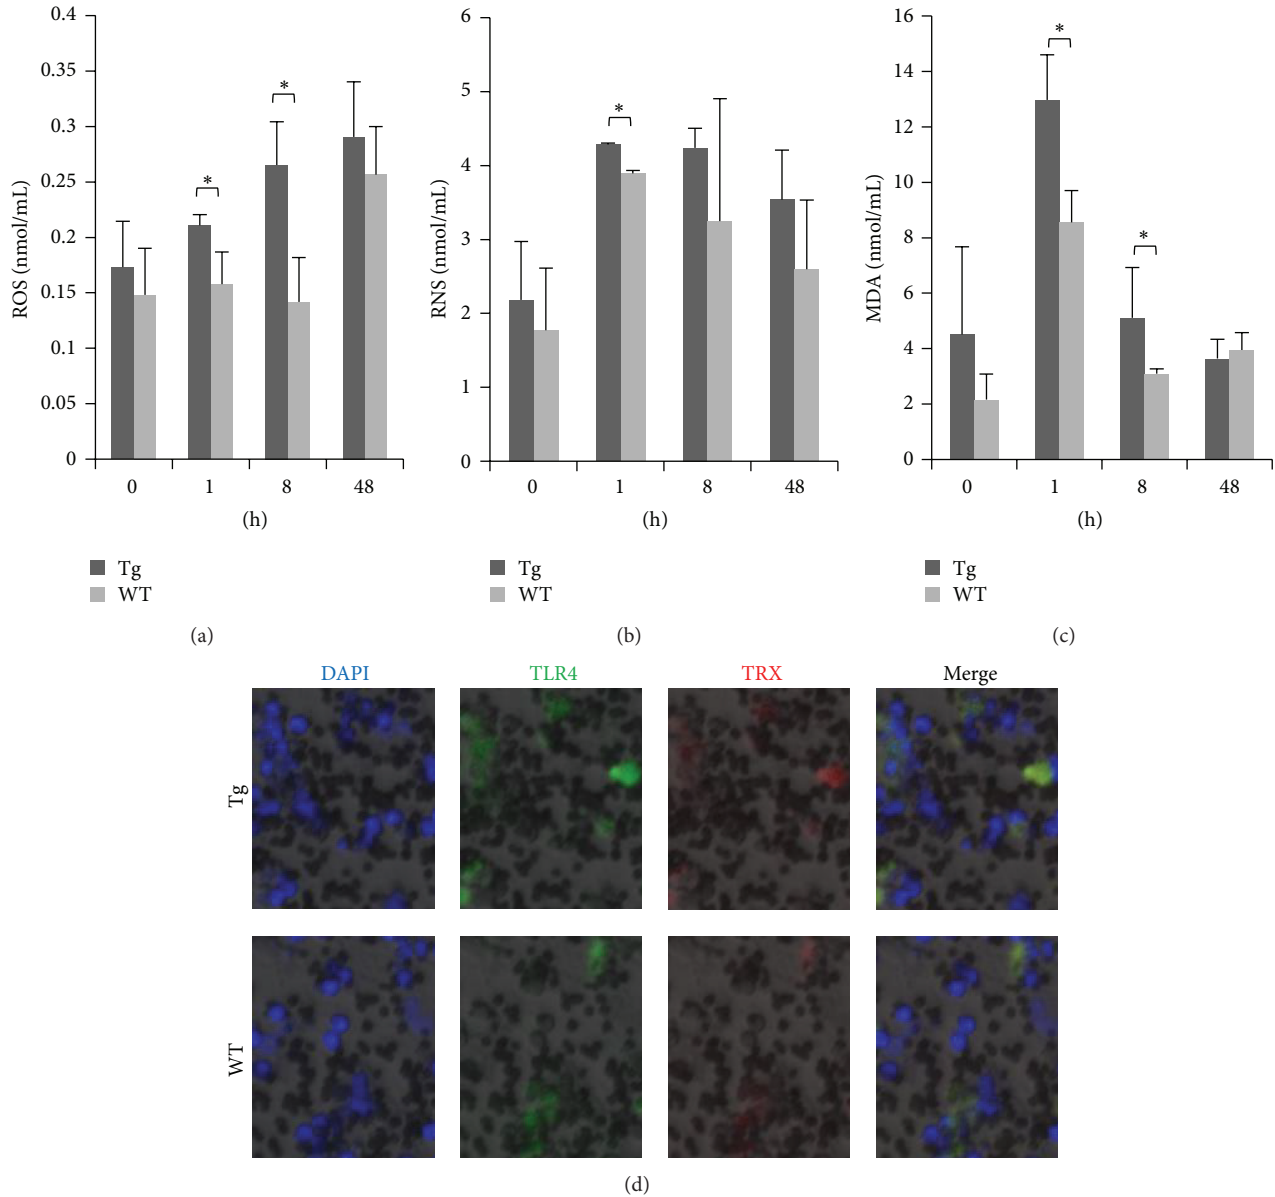 0.4
0.35
0.3
0.25
0.2
0.15
0.1
0.05
0
ROS (nmol/mL)
*
*
0 1 8 48
(h)
Tg
WT
(a)
6
5
4
3
2
1
0
RNS (nmol/mL)
*
0 1 8 48
(h)
Tg
WT
(b)
16
14
12
10
8
6
4
2
0
MDA (nmol/mL)
*
*
0 1 8 48
(h)
Tg
WT
(c)
DAPI TLR4 TRX Merge
Tg
WT
(d)